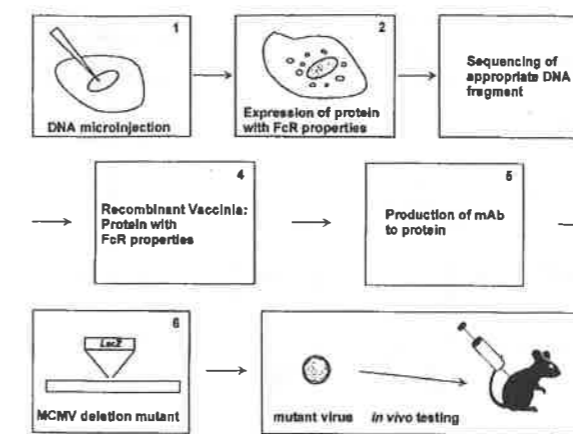 1
DNA microinjection
2
Expression of protein
with FcR properties
Sequencing of
appropriate DNA
fragment
4
Recombinant Vaccinia:
Protein with
FcR properties
5
Production of mAb
to protein
6
LacZ
MCMV deletion mutant
mutant virus in vivo testing